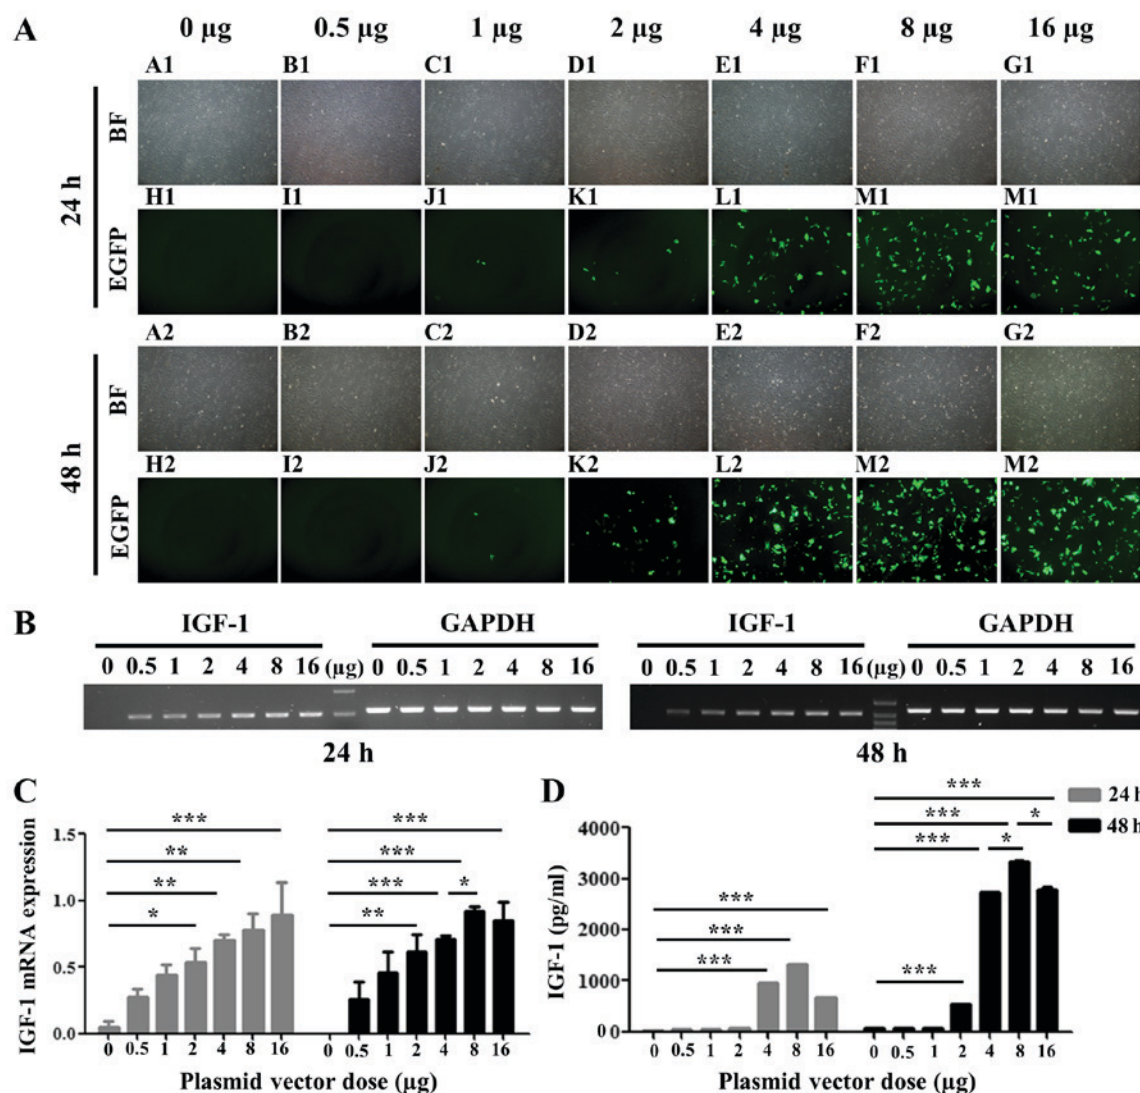 A 0 µg 0.5 µg 1 µg 2 µg 4 µg 8 µg 16 µg
A1 B1 C1 D1 E1 F1 G1
BF
24 h
H1 I1 J1 K1 L1 M1 M1
EGFP
A2 B2 C2 D2 E2 F2 G2
BF
48 h
H2 I2 J2 K2 L2 M2 M2
EGFP
B IGF-1 GAPDH IGF-1 GAPDH
0 0.5 1 2 4 8 16 (µg) 0 0.5 1 2 4 8 16 0 0.5 1 2 4 8 16 (µg) 0 0.5 1 2 4 8 16
24 h 48 h
C
IGF-1 mRNA expression
1.5
1.0
0.5
0.0
*** ** ** *
*** *** *** * **
0 0.5 1 2 4 8 16 0 0.5 1 2 4 8 16
Plasmid vector dose (µg)
D
24 h
48 h
IGF-1 (pg/ml)
4000
3000
2000
1000
0 0
*** *** ***
*** *** * *** * ***
0 0.5 1 2 4 8 16 0 0.5 1 2 4 8 16
Plasmid vector dose (µg)